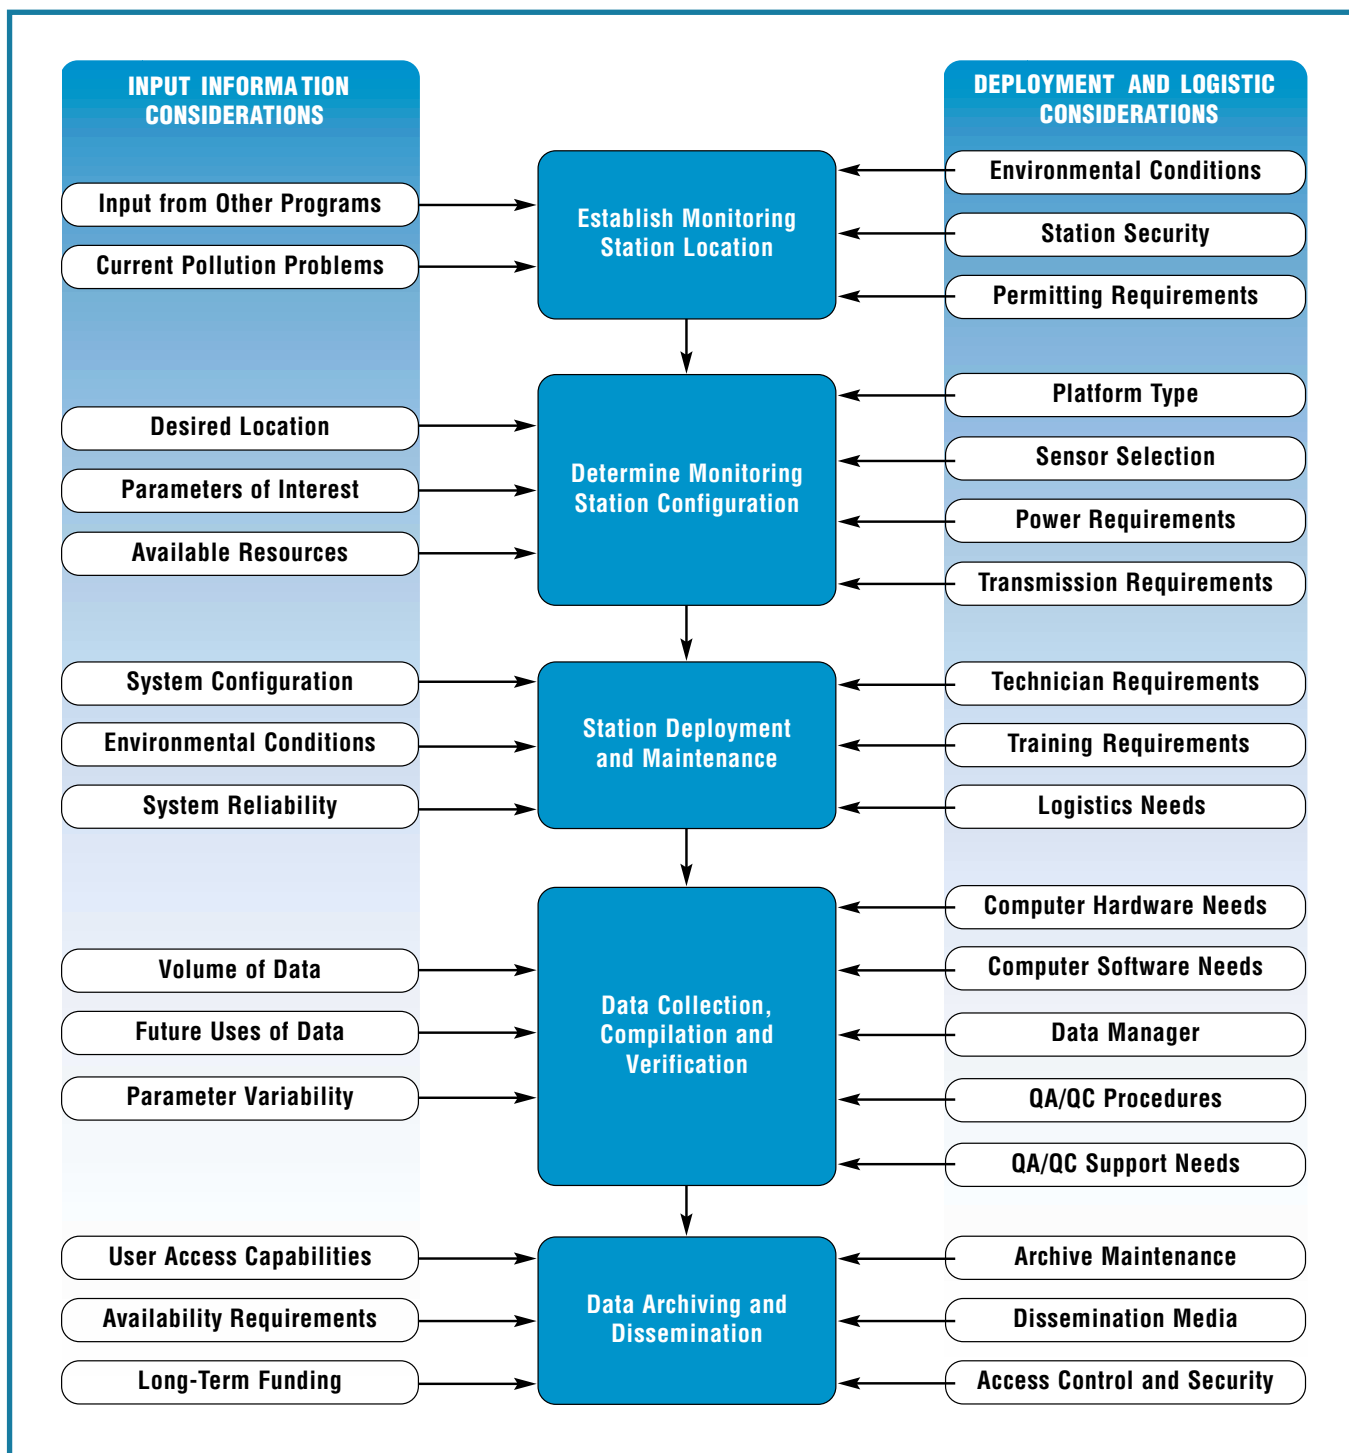 INPUT INFORMATION
CONSIDERATIONS
Input from Other Programs
Current Pollution Problems
Desired Location
Parameters of Interest
Available Resources
System Configuration
Environmental Conditions
System Reliability
Volume of Data
Future Uses of Data
Parameter Variability
User Access Capabilities
Availability Requirements
Long-Term Funding
Establish Monitoring
Station Location
Determine Monitoring
Station Configuration
Station Deployment
and Maintenance
Data Collection,
Compilation and
Verification
Data Archiving and
Dissemination
DEPLOYMENT AND LOGISTIC
CONSIDERATIONS
Environmental Conditions
Station Security
Permitting Requirements
Platform Type
Sensor Selection
Power Requirements
Transmission Requirements
Technician Requirements
Training Requirements
Logistics Needs
Computer Hardware Needs
Computer Software Needs
Data Manager
QA/QC Procedures
QA/QC Support Needs
Archive Maintenance
Dissemination Media
Access Control and Security